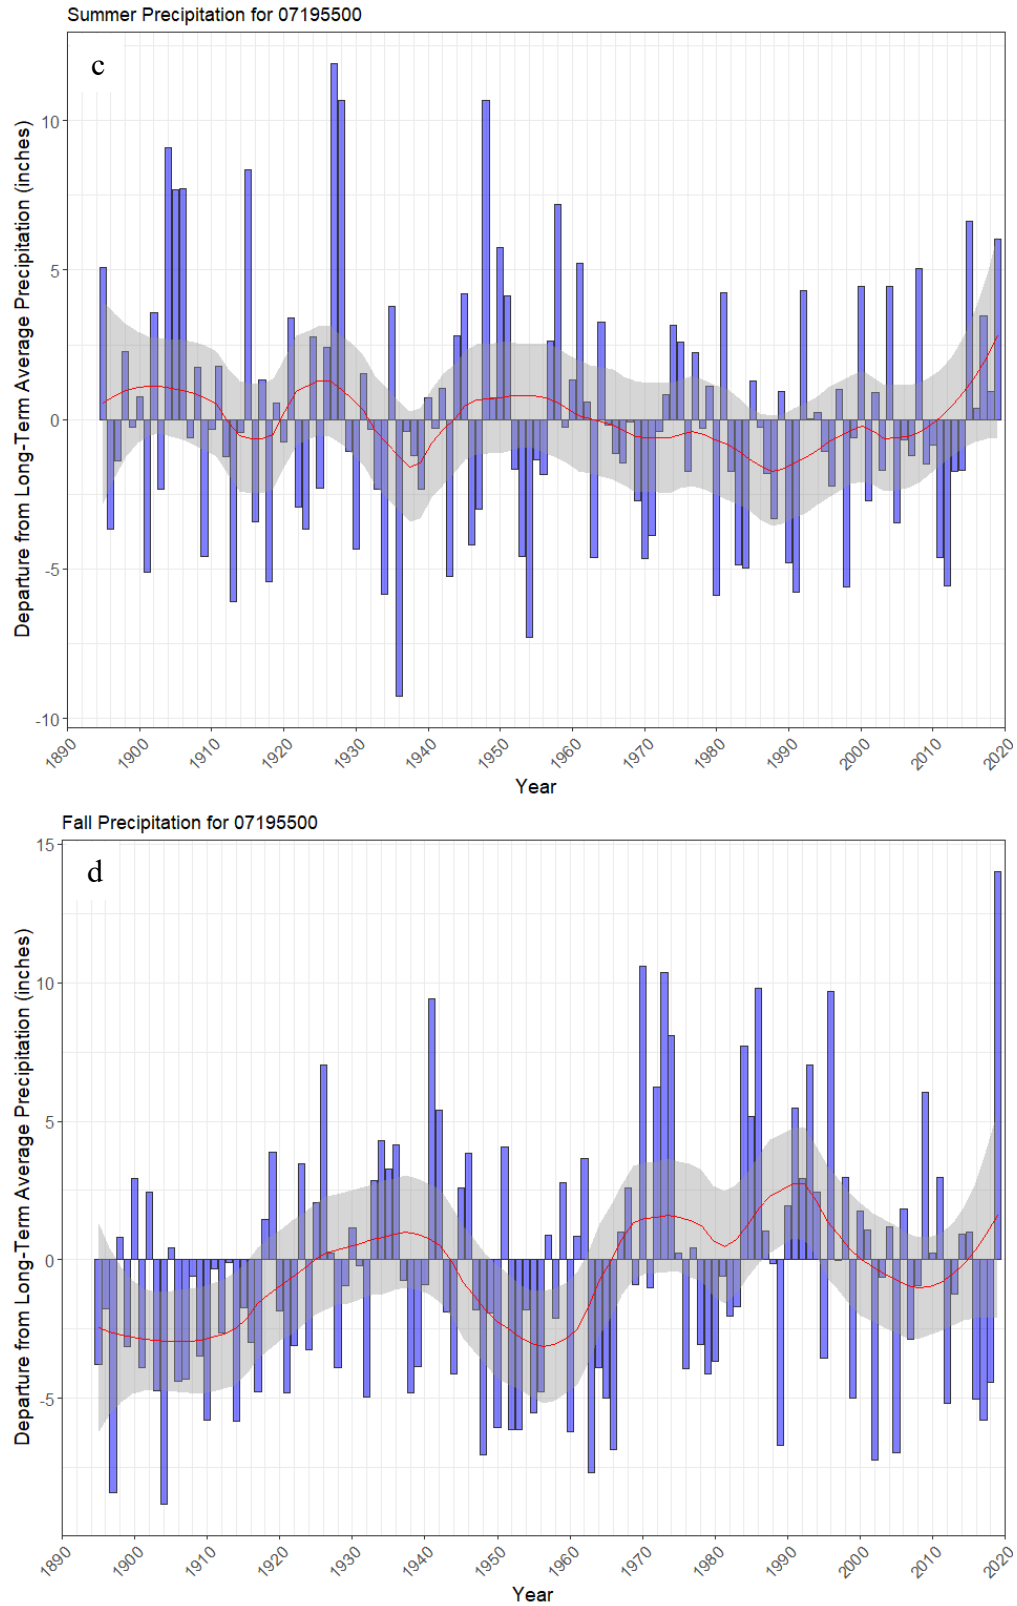 Summer Precipitation for 07195500
c
Departure from Long-Term Average Precipitation (inches)
10
5
0
-5
-10
1890 1900 1910 1920 1930 1940 1950 1960 1970 1980 1990 2000 2010 2020
Year
Fall Precipitation for 07195500
d
Departure from Long-Term Average Precipitation (inches)
15
10
5
0
-5
1890 1900 1910 1920 1930 1940 1950 1960 1970 1980 1990 2000 2010 2020
Year